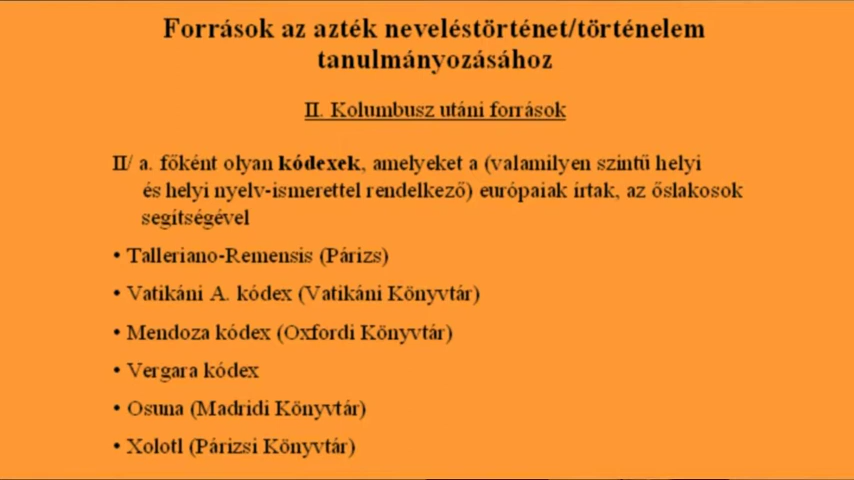 Források az azték neveléstörténet/történelem
tanulmányozásához
II. Kolumbusz utáni források
II/ a. főként olyan kódexek, amelyeket a (valamilyen szintű helyi
és helyi nyelv-ismerettel rendelkező) európaiak írtak, az őslakosok
segítségével
• Talleriano-Remensis (Párizs)
• Vatikáni A. kódex (Vatikáni Könyvtár)
• Mendoza kódex (Oxfordi Könyvtár)
• Vergara kódex
• Osuna (Madridi Könyvtár)
• Xolotl (Párizsi Könyvtár)